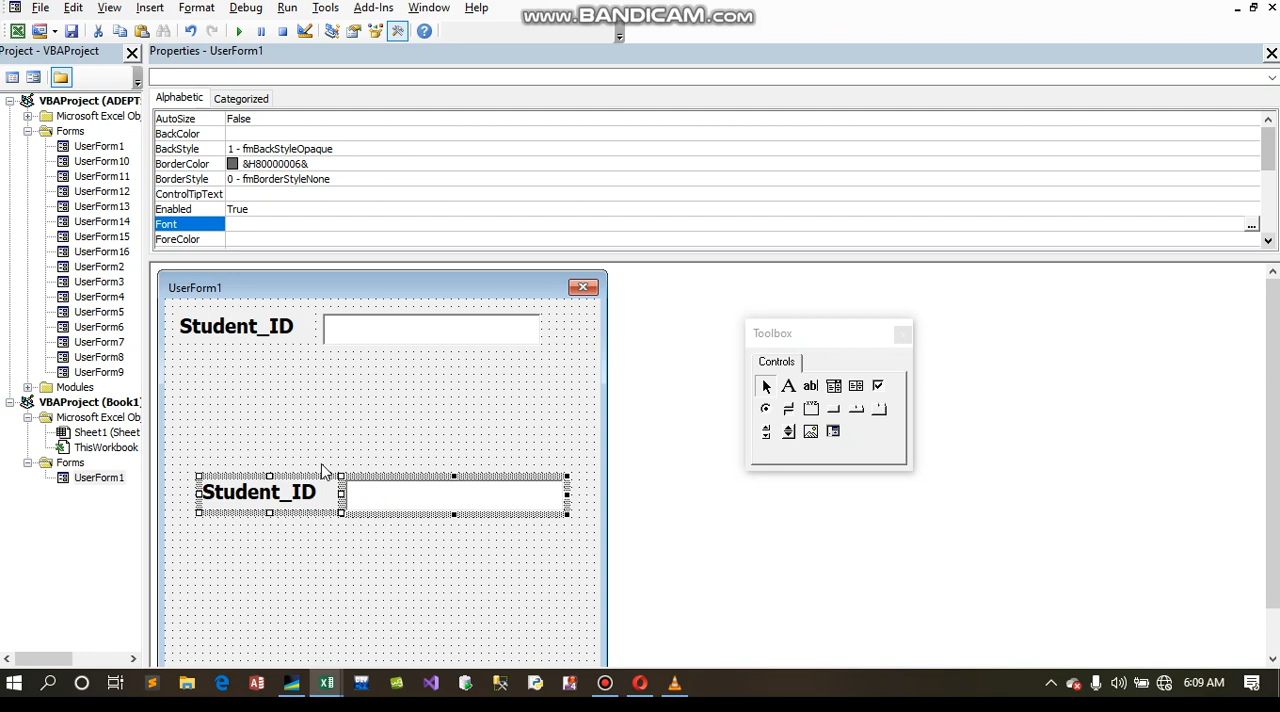 File Edit View Insert Format Debug Run Tools Add-Ins Window Help
www.BANDICAM.com
Project - VBAProject
Properties - UserForm1
Alphabetic Categorized
AutoSize False
BackColor
BackStyle 1 - fmBackStyleOpaque
BorderColor &H80000006&
BorderStyle 0 - fmBorderStyleNone
ControlTipText
Enabled True
Font ...
ForeColor
VBAProject (ADEPT
Microsoft Excel Ob
Forms
UserForm1
UserForm10
UserForm11
UserForm12
UserForm13
UserForm14
UserForm15
UserForm16
UserForm2
UserForm3
UserForm4
UserForm5
UserForm6
UserForm7
UserForm8
UserForm9
Modules
VBAProject (Book1
Microsoft Excel Ob
Sheet1 (Sheet
ThisWorkbook
Forms
UserForm1
UserForm1
Student_ID
Student_ID
Toolbox
Controls
A ab|
6:09 AM